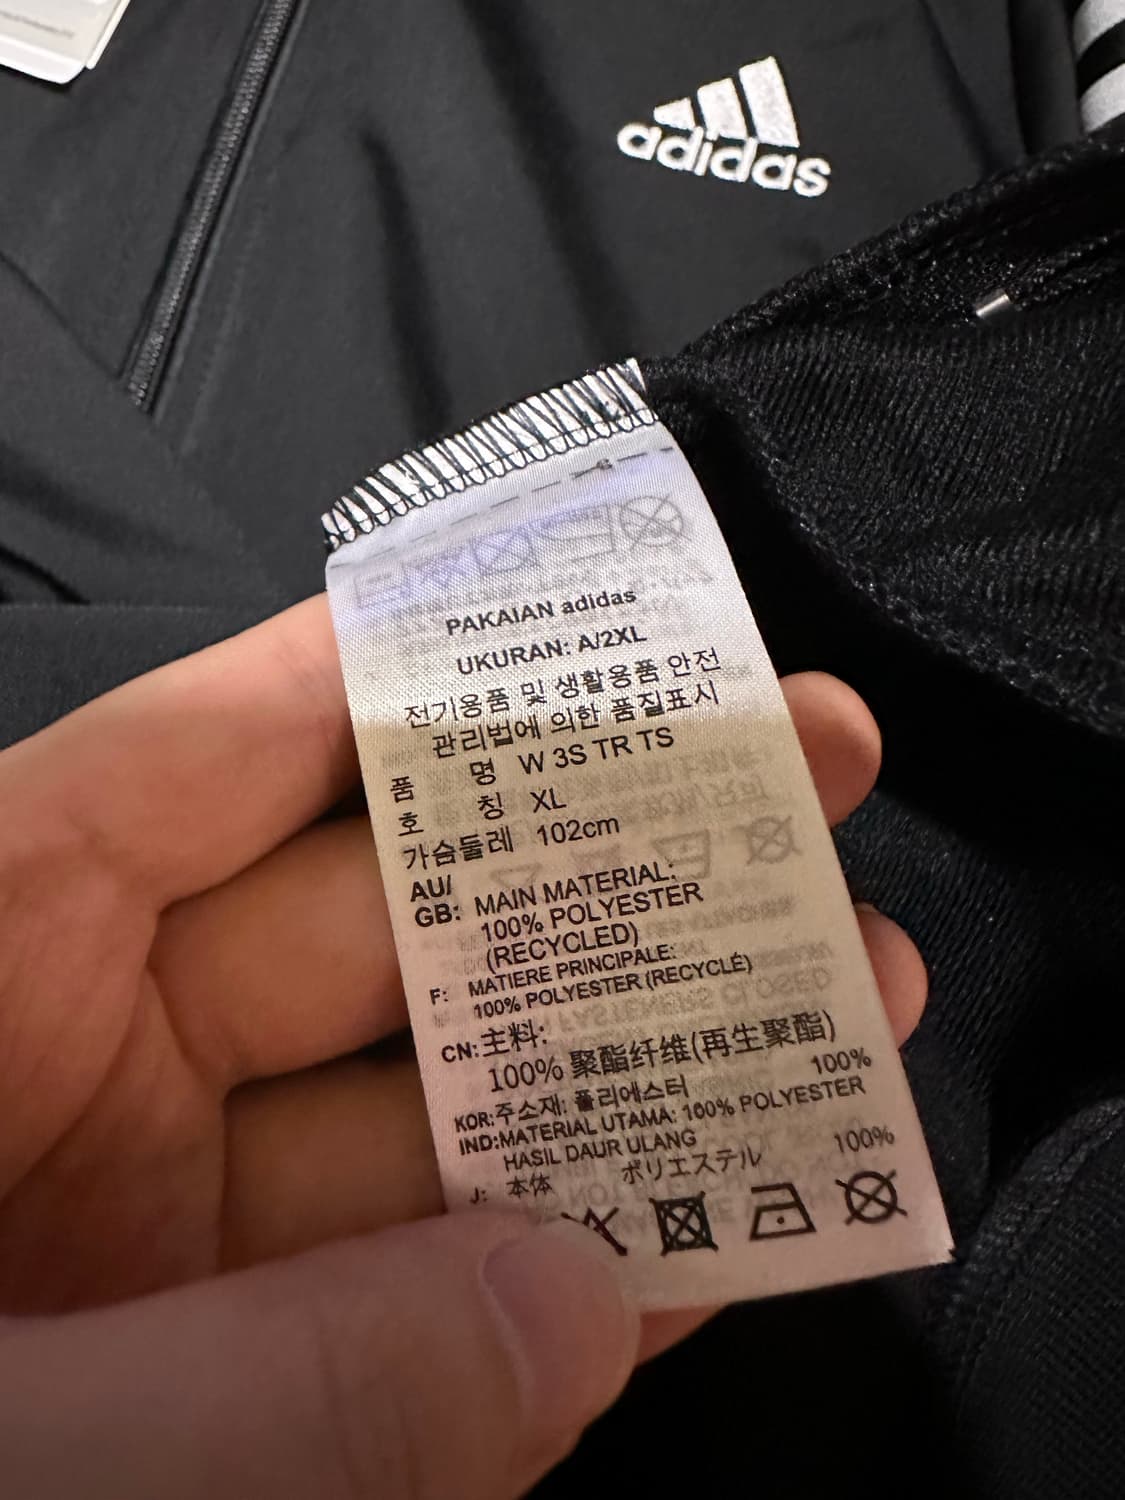 adidas
PAKAIAN adidas
UKURAN: A/2XL
전기용품 및 생활용품 안전
관리법에 의한 품질표시
품 명 W 3S TR TS
호 칭 XL
가슴둘레 102cm
AU/
GB: MAIN MATERIAL:
100% POLYESTER
(RECYCLED)
F: MATIERE PRINCIPALE:
100% POLYESTER (RECYCLÉ)
CN: 主料:
100% 聚酯纤维(再生聚酯)
KOR: 주소재: 폴리에스터 100%
IND: MATERIAL UTAMA: 100% POLYESTER
HASIL DAUR ULANG
J: 本体 ポリエステル 100%